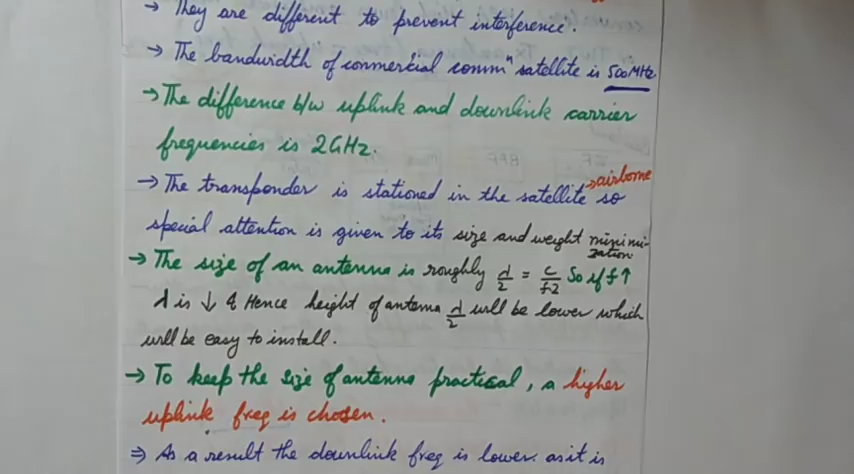 → They are different to prevent interference.
→ The bandwidth of commercial commⁿ satellite is 500MHz
→ The difference b/w uplink and downlink carrier
frequencies is 2GHz.
→ The transponder is stationed in the satellite →airborne so
special attention is given to its size and weight minimi-
zation
→ The size of an antenna is roughly λ/2 = c/f2 So if f↑
λ is ↓ & Hence height of antenna λ/2 will be lower which
will be easy to install.
→ To keep the size of antenna practical, a higher
uplink freq is chosen.
⇒ As a result the downlink freq is lower. as it is